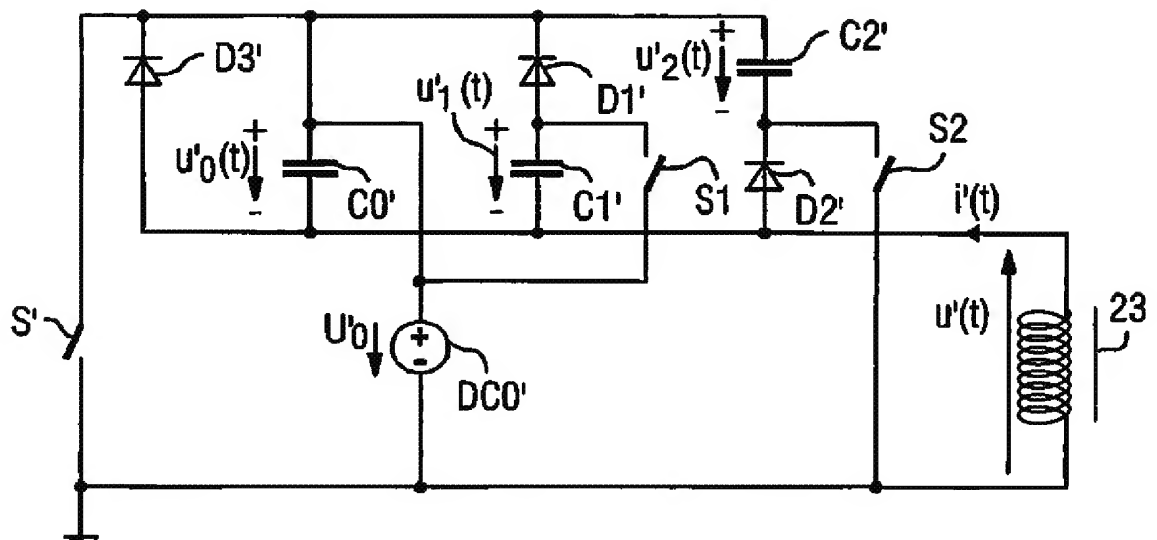 D3'
u'0(t)
+
-
C0'
u'1(t)
+
-
D1'
C1'
S1
u'2(t)
+
-
C2'
D2'
S2
i'(t)
u'(t)
23
S'
U'0
+
-
DC0'